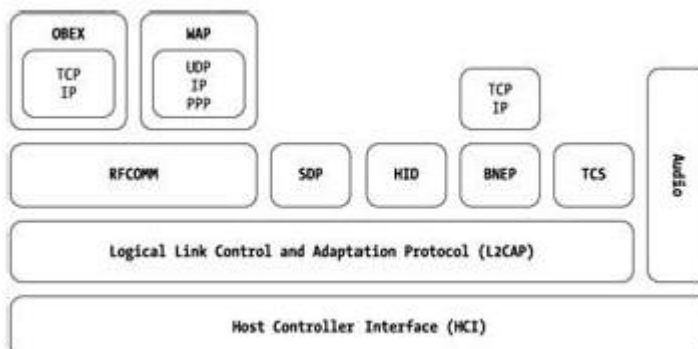 OBEX
TCP
IP
WAP
UDP
IP
PPP
TCP
IP
RFCOMM
SDP
HID
BNEP
TCS
Audio
Logical Link Control and Adaptation Protocol (L2CAP)
Host Controller Interface (HCI)